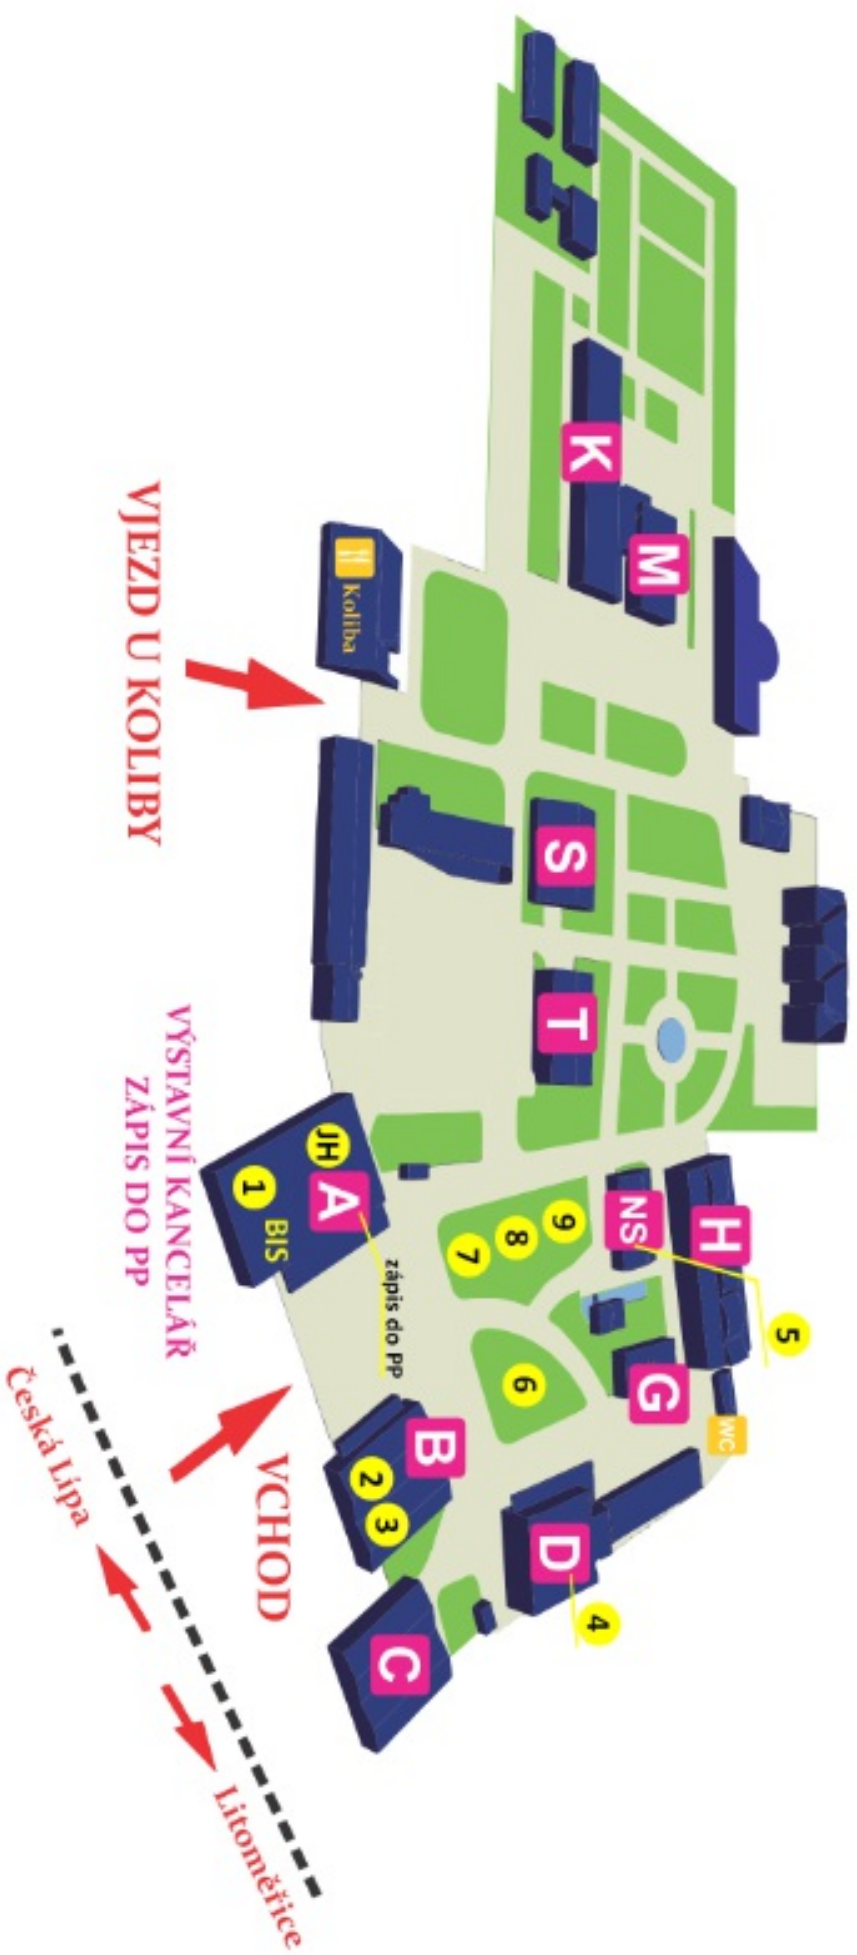 K
M
Koliba
VJEZD U KOLIBY
S
T
H
NS
5
9
8
7
6
G
WC
JH
A
1
BIS
zápis do PP
VÝSTAVNÍ KANCELÁŘ
ZÁPIS DO PP
B
2
3
D
4
C
VCHOD
Česká Lípa
Litoměřice